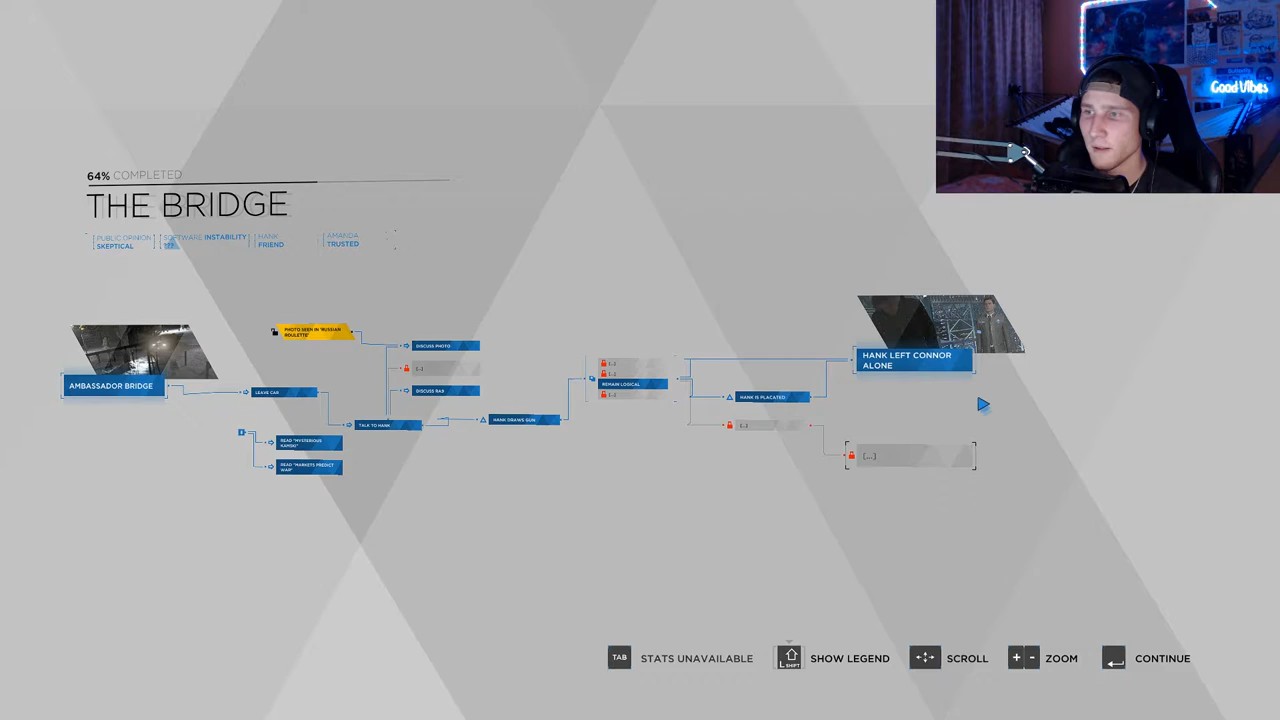 Good Vibes
64% COMPLETED
THE BRIDGE
PUBLIC OPINION
SKEPTICAL
SOFTWARE INSTABILITY
HANK
FRIEND
AMANDA
TRUSTED
PHOTO SEEN IN "RUSSIAN
ROULETTE"
DISCUSS PHOTO
[...]
DISCUSS R&B
AMBASSADOR BRIDGE
LEAVE CAR
TALK TO HANK
READ "MYSTERIOUS
KAMSKI"
READ "MARKETS PREDICT
WAR"
HANK DRAWS GUN
[...]
[...]
REMAIN LOGICAL
[...]
HANK IS PLACATED
[...]
HANK LEFT CONNOR
ALONE
[...]
TAB STATS UNAVAILABLE
L SHIFT SHOW LEGEND
SCROLL
+ - ZOOM
CONTINUE